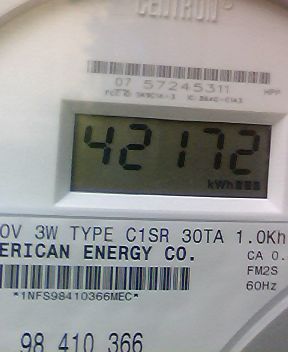 CENTRON®
07 57245311
42172
kWh
0V 3W TYPE C1SR 30TA 1.0Kh
ERICAN ENERGY CO.
CA 0.
FM2S
60Hz
*1NFS98410366MEC*
98 410 366